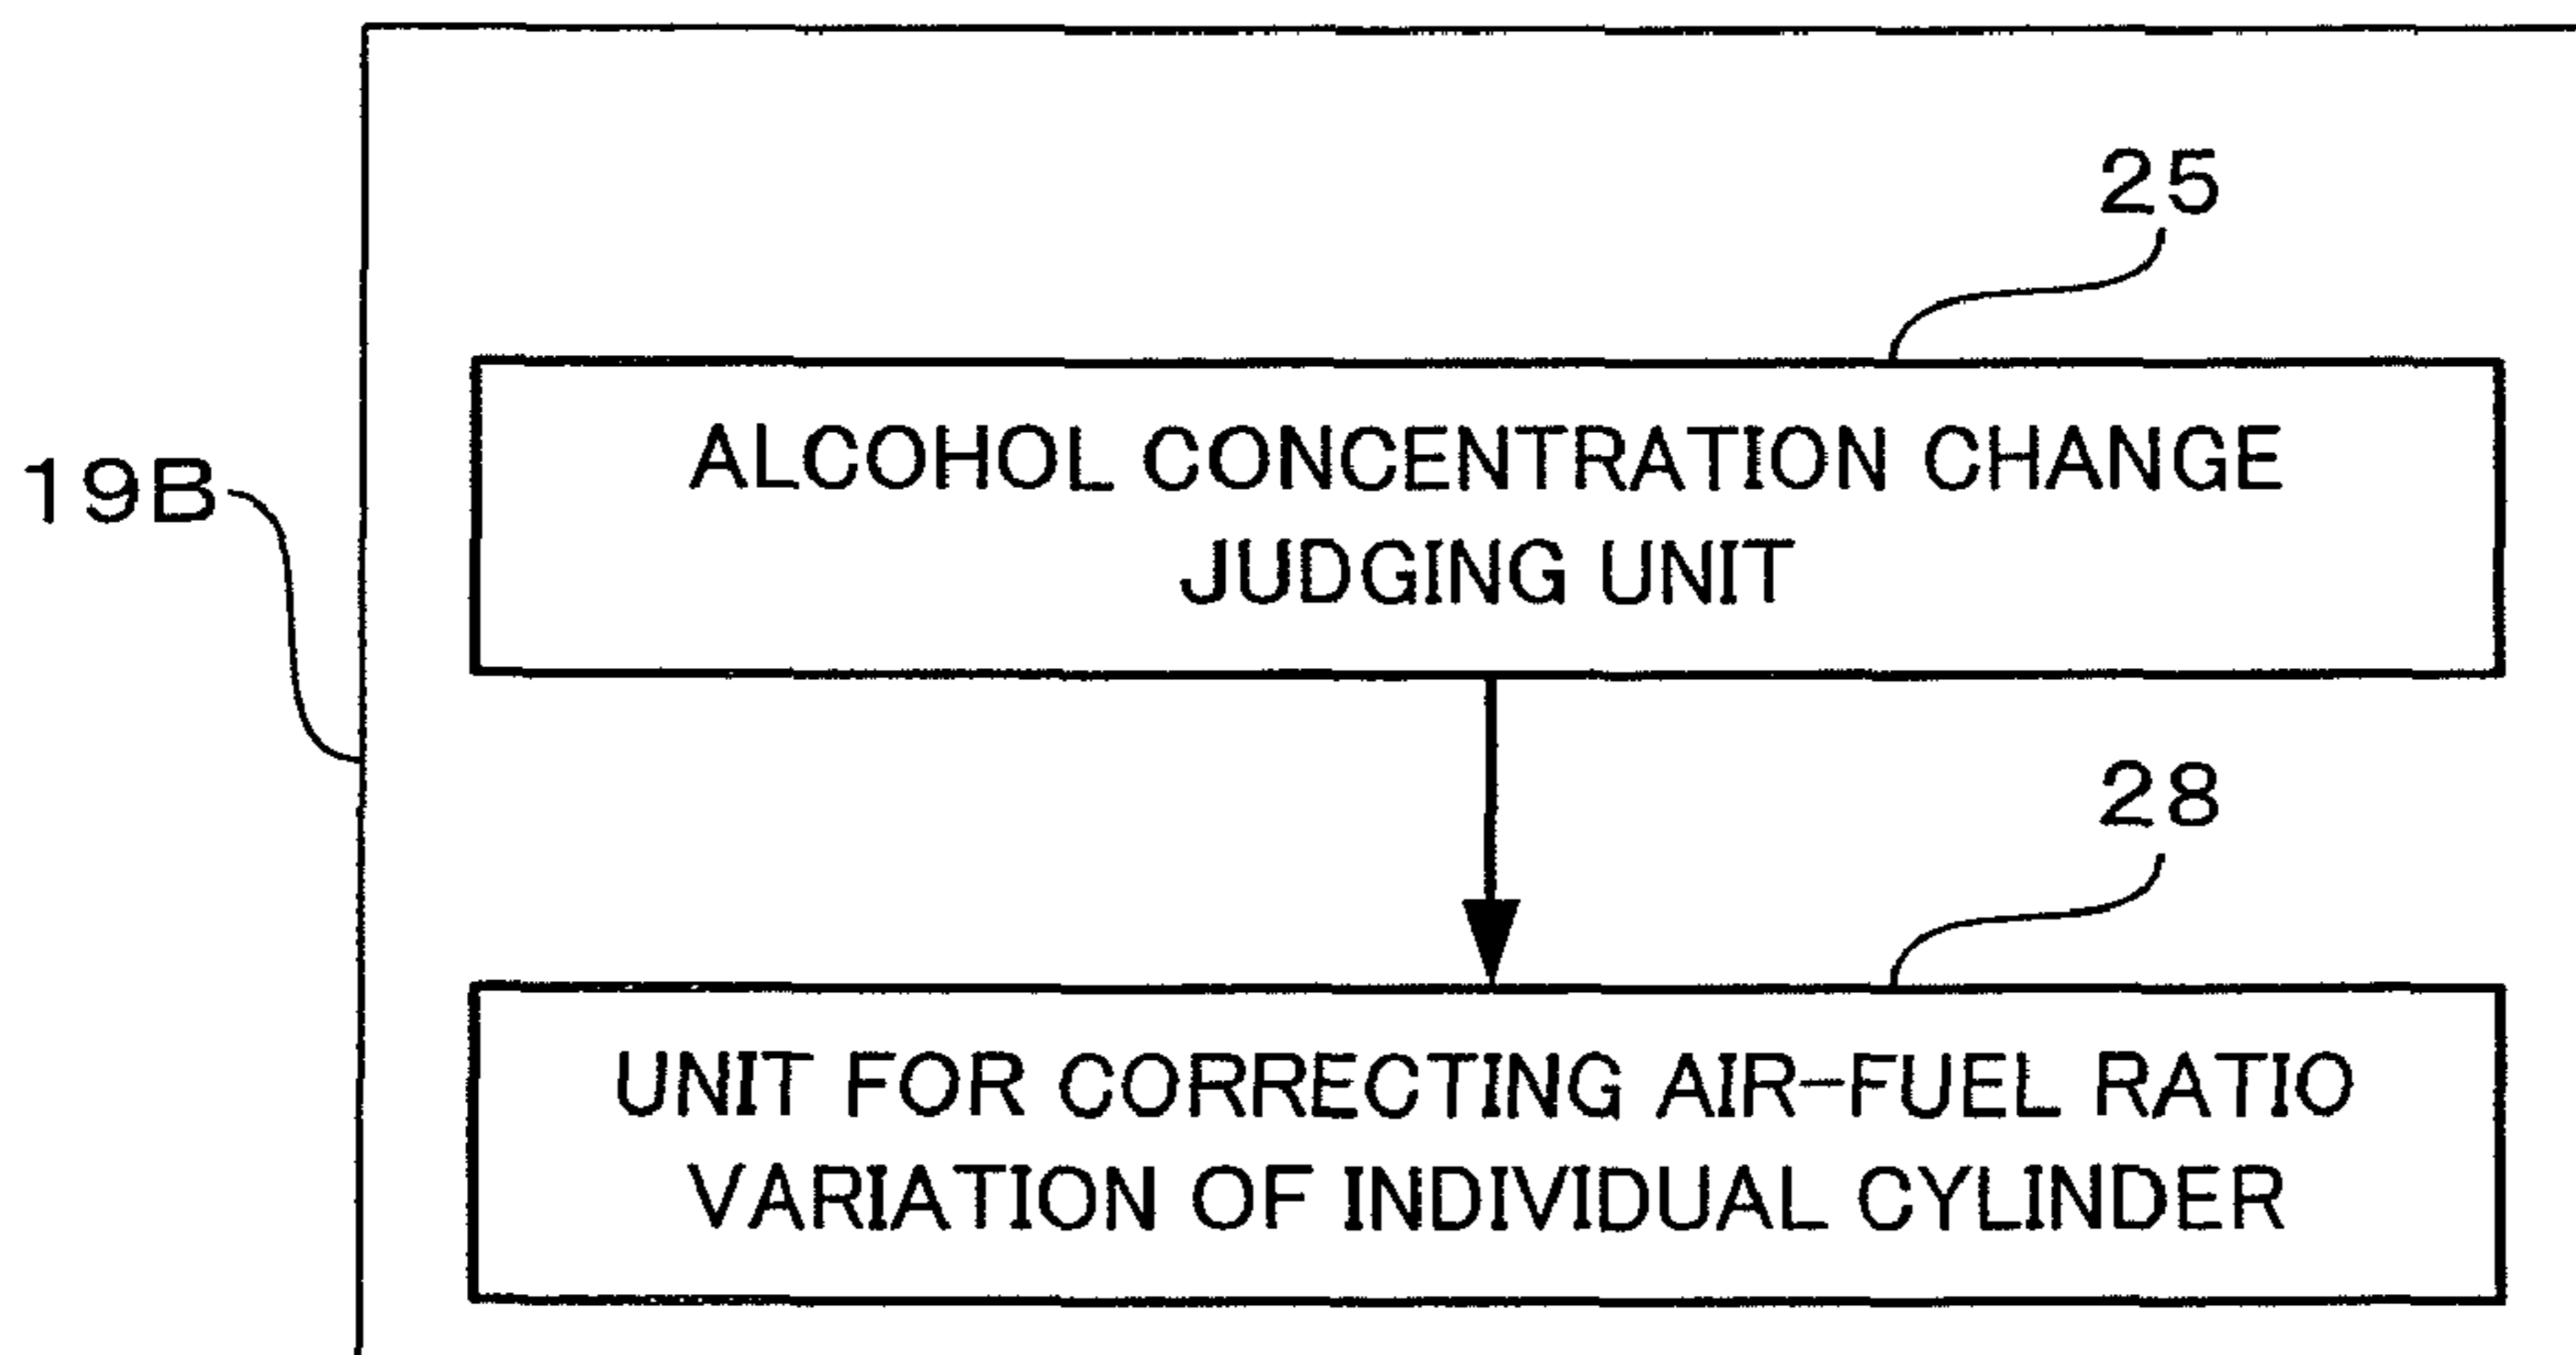 25
ALCOHOL CONCENTRATION CHANGE
JUDGING UNIT
19B
28
UNIT FOR CORRECTING AIR-FUEL RATIO
VARIATION OF INDIVIDUAL CYLINDER